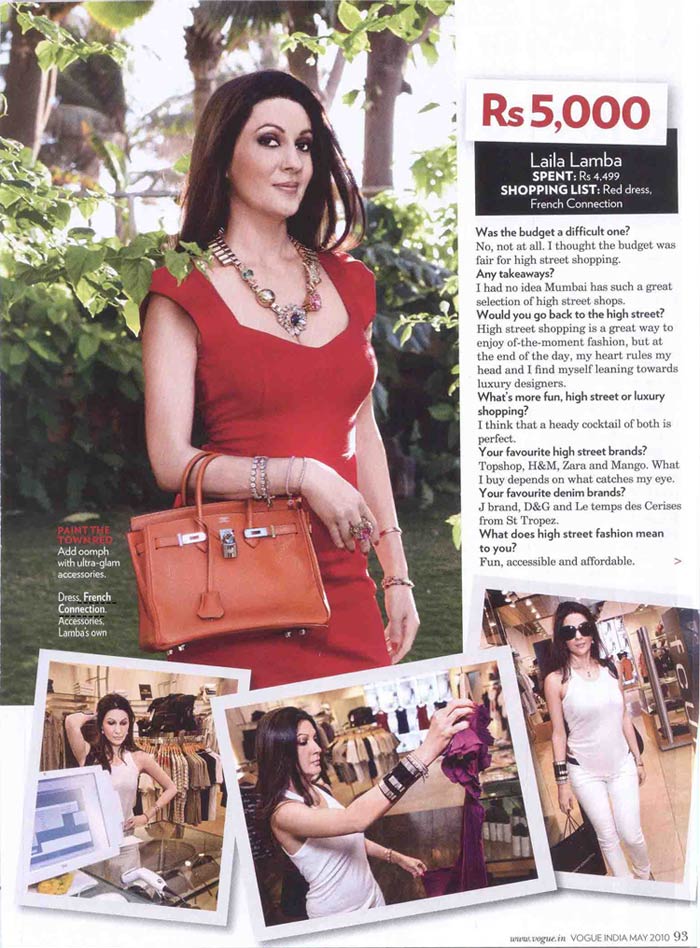 Rs 5,000
Laila Lamba
SPENT: Rs 4,499
SHOPPING LIST: Red dress,
French Connection
Was the budget a difficult one?
No, not at all. I thought the budget was
fair for high street shopping.
Any takeaways?
I had no idea Mumbai has such a great
selection of high street shops.
Would you go back to the high street?
High street shopping is a great way to
enjoy of-the-moment fashion, but at
the end of the day, my heart rules my
head and I find myself leaning towards
luxury designers.
What's more fun, high street or luxury
shopping?
I think that a heady cocktail of both is
perfect.
Your favourite high street brands?
Topshop, H&M, Zara and Mango. What
I buy depends on what catches my eye.
Your favourite denim brands?
J brand, D&G and Le temps des Cerises
from St Tropez.
What does high street fashion mean
to you?
Fun, accessible and affordable. >
PAINT THE
TOWN RED
Add oomph
with ultra-glam
accessories.
Dress, French
Connection.
Accessories,
Lamba's own
www.vogue.in VOGUE INDIA MAY 2010 93